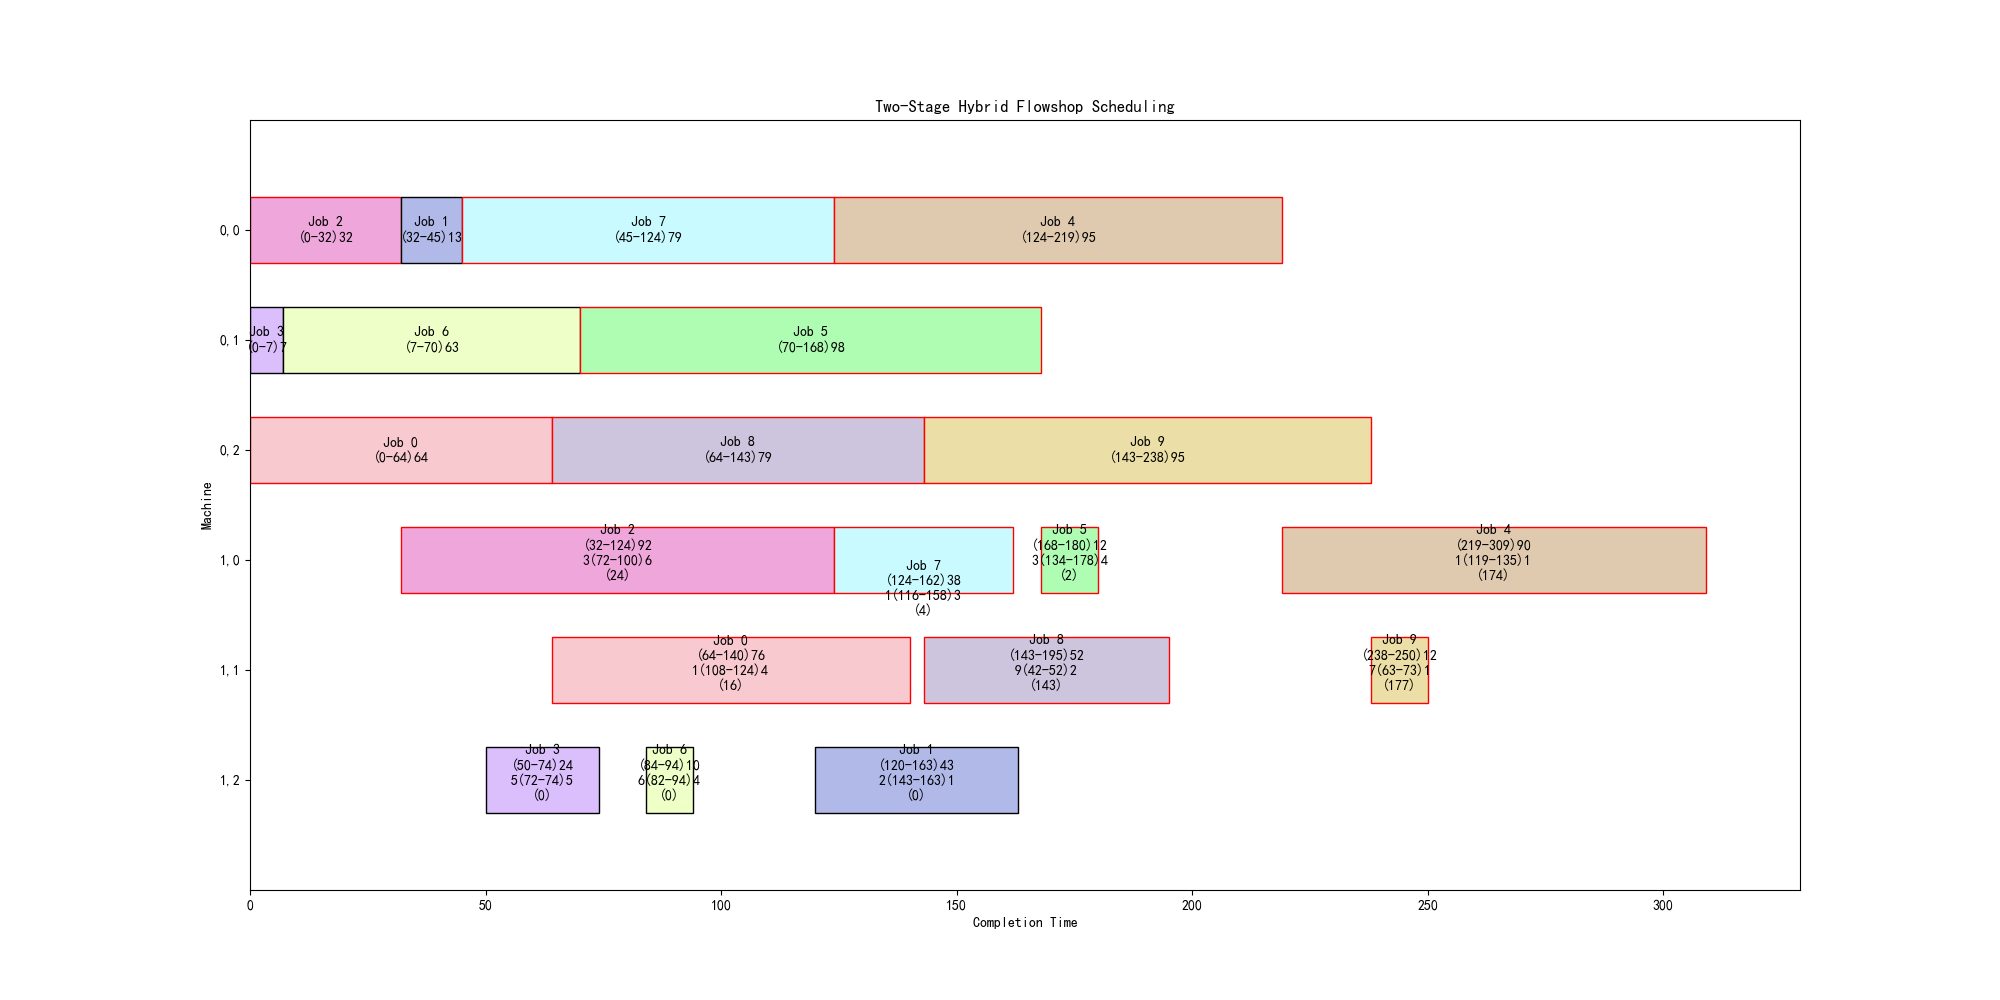 Two-Stage Hybrid Flowshop Scheduling
Machine
0,0
Job 2
(0-32)32
Job 1
(32-45)13
Job 7
(45-124)79
Job 4
(124-219)95
0,1
Job 3
(0-7)7
Job 6
(7-70)63
Job 5
(70-168)98
0,2
Job 0
(0-64)64
Job 8
(64-143)79
Job 9
(143-238)95
1,0
Job 2
(32-124)92
3(72-100)6
(24)
Job 7
(124-162)38
1(116-158)3
(4)
Job 5
(168-180)12
3(134-178)4
(2)
Job 4
(219-309)90
1(119-135)1
(174)
1,1
Job 0
(64-140)76
1(108-124)4
(16)
Job 8
(143-195)52
9(42-52)2
(143)
Job 9
(238-250)12
7(63-73)1
(177)
1,2
Job 3
(50-74)24
5(72-74)5
(0)
Job 6
(84-94)10
6(82-94)4
(0)
Job 1
(120-163)43
2(143-163)1
(0)
0
50
100
150
200
250
300
Completion Time